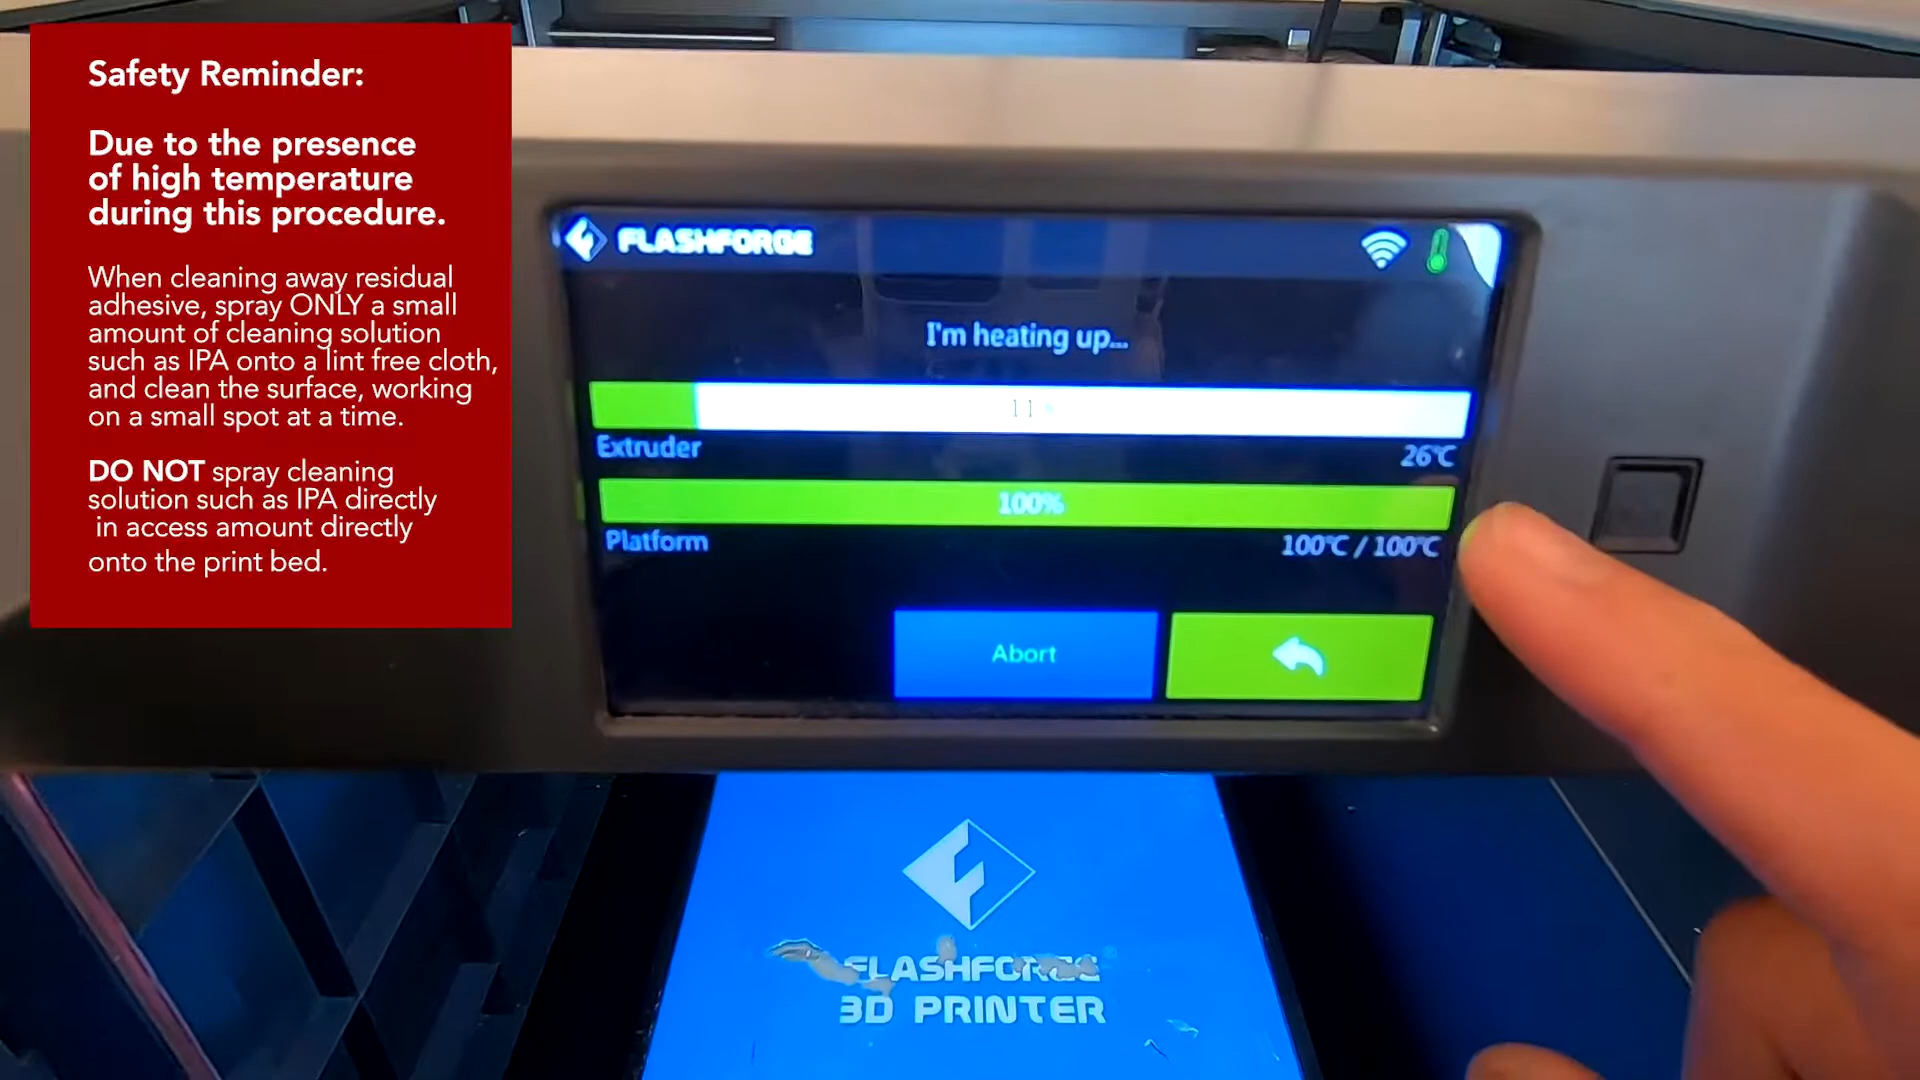 Safety Reminder:
Due to the presence
of high temperature
during this procedure.
When cleaning away residual
adhesive, spray ONLY a small
amount of cleaning solution
such as IPA onto a lint free cloth,
and clean the surface, working
on a small spot at a time.
DO NOT spray cleaning
solution such as IPA directly
in access amount directly
onto the print bed.
FLASHFORGE
I'm heating up...
11%
Extruder
26℃
100%
Platform
100℃ / 100℃
Abort
FLASHFORGE
3D PRINTER